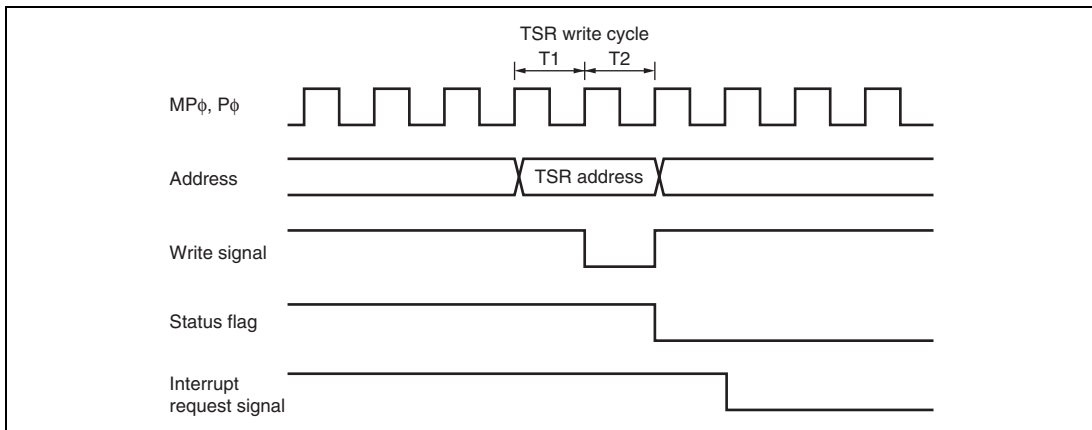 TSR write cycle
T1 T2
MPϕ, Pϕ
Address
TSR address
Write signal
Status flag
Interrupt
request signal